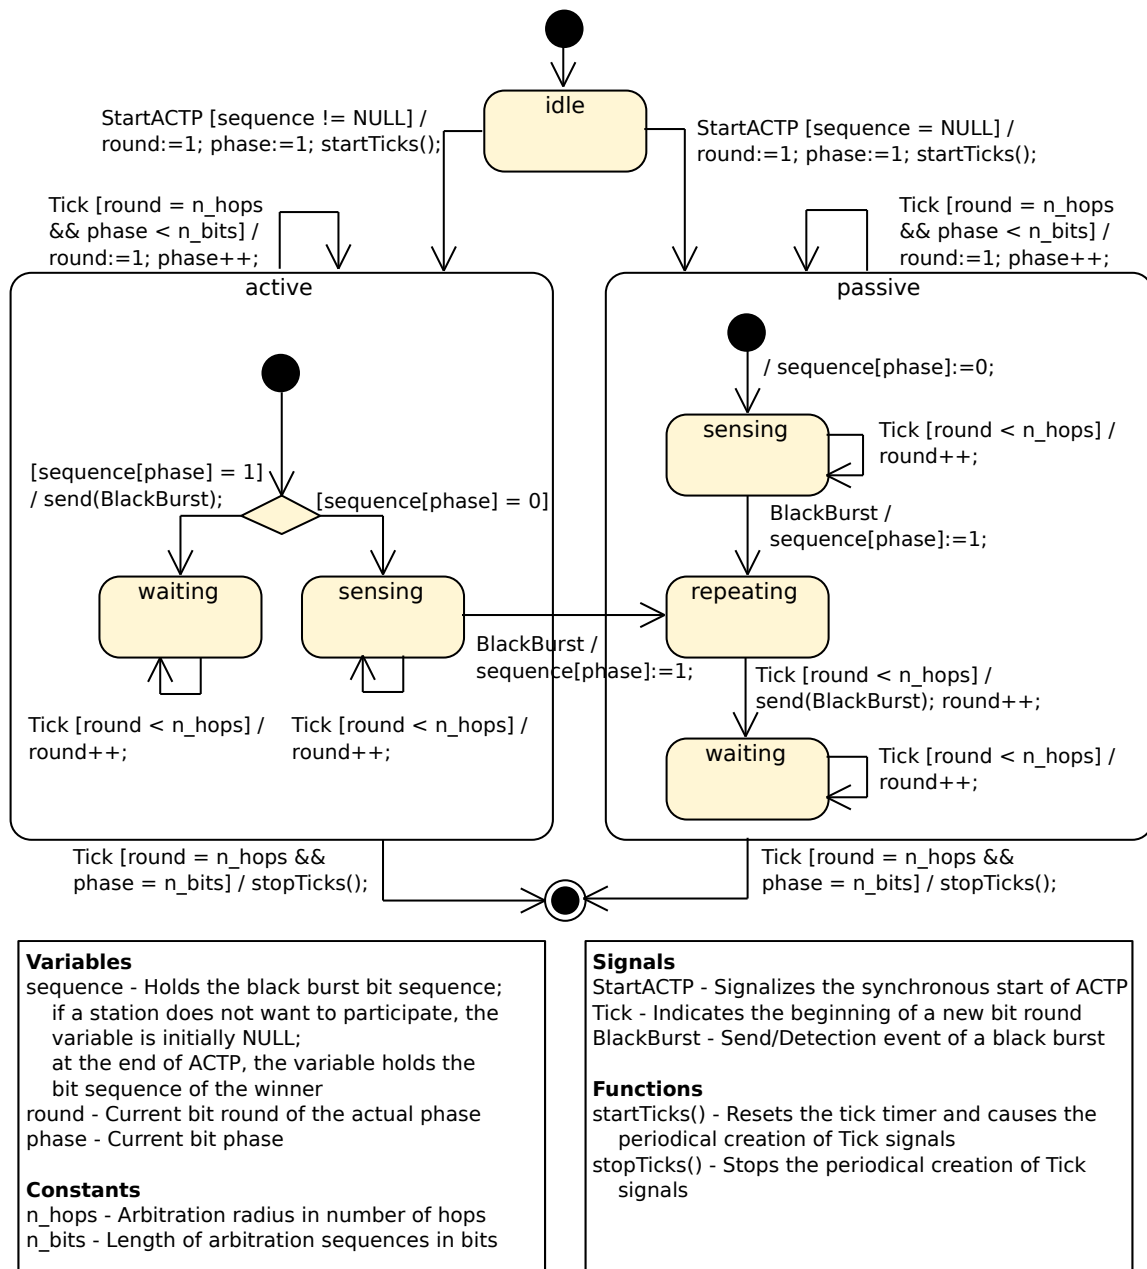 idle
StartACTP [sequence != NULL] /
round:=1; phase:=1; startTicks();
StartACTP [sequence = NULL] /
round:=1; phase:=1; startTicks();
Tick [round = n_hops
&& phase < n_bits] /
round:=1; phase++;
Tick [round = n_hops
&& phase < n_bits] /
round:=1; phase++;
active
[sequence[phase] = 1]
/ send(BlackBurst);
[sequence[phase] = 0]
waiting
sensing
Tick [round < n_hops] /
round++;
Tick [round < n_hops] /
round++;
BlackBurst /
sequence[phase]:=1;
passive
/ sequence[phase]:=0;
sensing
Tick [round < n_hops] /
round++;
BlackBurst /
sequence[phase]:=1;
repeating
Tick [round < n_hops] /
send(BlackBurst); round++;
waiting
Tick [round < n_hops] /
round++;
Tick [round = n_hops &&
phase = n_bits] / stopTicks();
Tick [round = n_hops &&
phase = n_bits] / stopTicks();
Variables
sequence - Holds the black burst bit sequence;
if a station does not want to participate, the
variable is initially NULL;
at the end of ACTP, the variable holds the
bit sequence of the winner
round - Current bit round of the actual phase
phase - Current bit phase
Constants
n_hops - Arbitration radius in number of hops
n_bits - Length of arbitration sequences in bits
Signals
StartACTP - Signalizes the synchronous start of ACTP
Tick - Indicates the beginning of a new bit round
BlackBurst - Send/Detection event of a black burst
Functions
startTicks() - Resets the tick timer and causes the
periodical creation of Tick signals
stopTicks() - Stops the periodical creation of Tick
signals